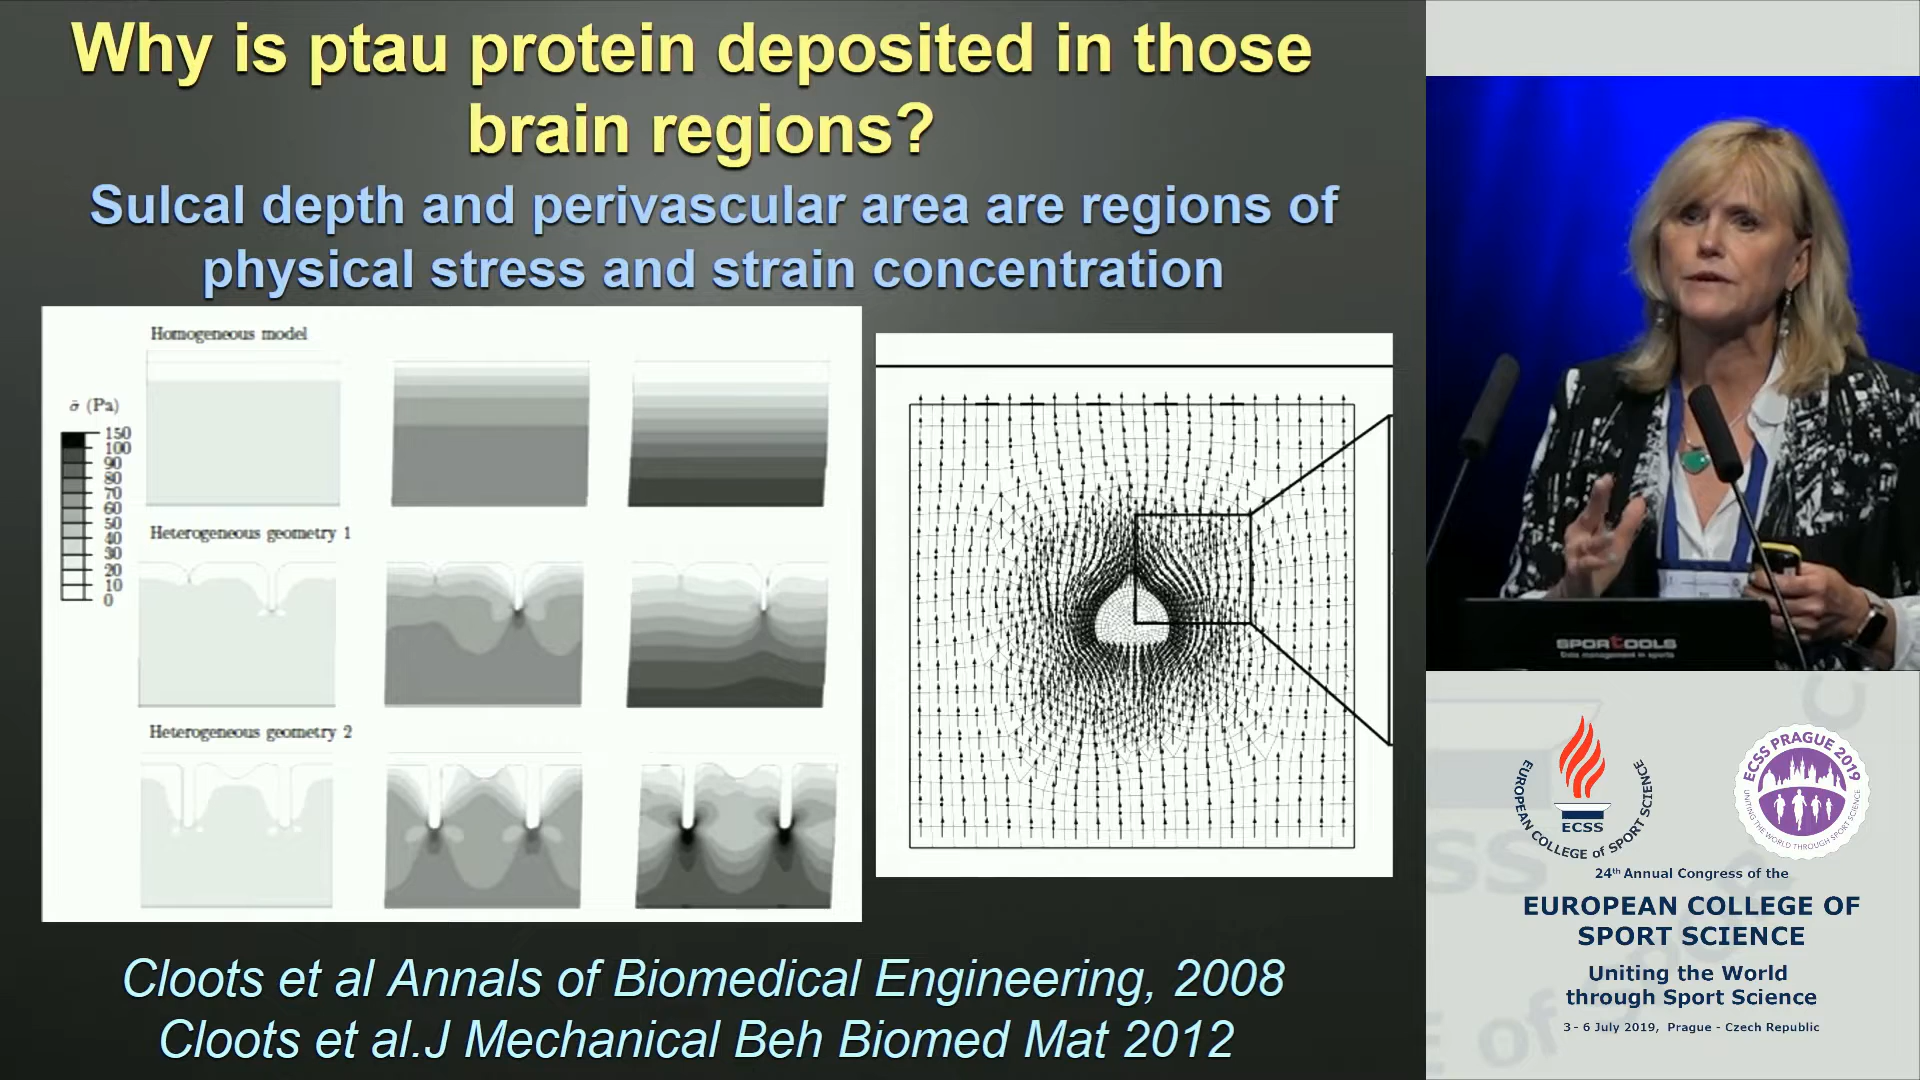 Why is ptau protein deposited in those
brain regions?
Sulcal depth and perivascular area are regions of
physical stress and strain concentration
Homogeneous model
σ̄ (Pa)
150
100
90
80
70
60
50
40
30
20
10
0
Heterogeneous geometry 1
Heterogeneous geometry 2
Cloots et al Annals of Biomedical Engineering, 2008
Cloots et al.J Mechanical Beh Biomed Mat 2012
SPORTOOLS
Data management in sports
EUROPEAN COLLEGE of SPORT SCIENCE
ECSS
ECSS PRAGUE 2019
UNITING THE WORLD THROUGH SPORT SCIENCE
24th Annual Congress of the
EUROPEAN COLLEGE OF
SPORT SCIENCE
Uniting the World
through Sport Science
3 - 6 July 2019, Prague - Czech Republic